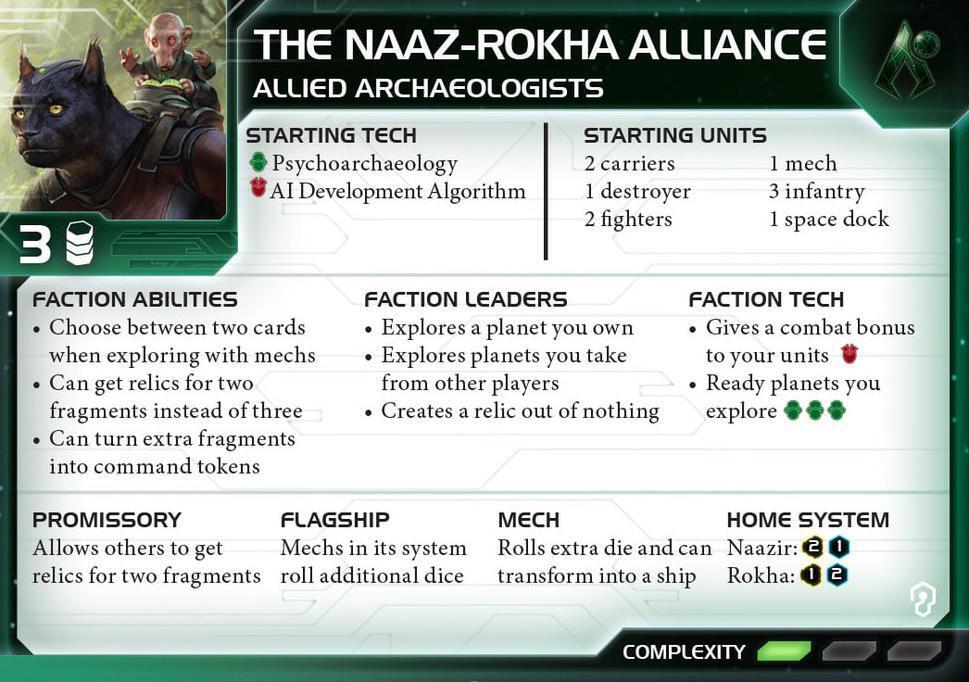 THE NAAZ-ROKHA ALLIANCE
ALLIED ARCHAEOLOGISTS
3
STARTING TECH
Psychoarchaeology
AI Development Algorithm
STARTING UNITS
2 carriers
1 destroyer
2 fighters
1 mech
3 infantry
1 space dock
FACTION ABILITIES
• Choose between two cards
when exploring with mechs
• Can get relics for two
fragments instead of three
• Can turn extra fragments
into command tokens
FACTION LEADERS
• Explores a planet you own
• Explores planets you take
from other players
• Creates a relic out of nothing
FACTION TECH
• Gives a combat bonus
to your units
• Ready planets you
explore
PROMISSORY
Allows others to get
relics for two fragments
FLAGSHIP
Mechs in its system
roll additional dice
MECH
Rolls extra die and can
transform into a ship
HOME SYSTEM
Naazir: 2 1
Rokha: 1 2
COMPLEXITY